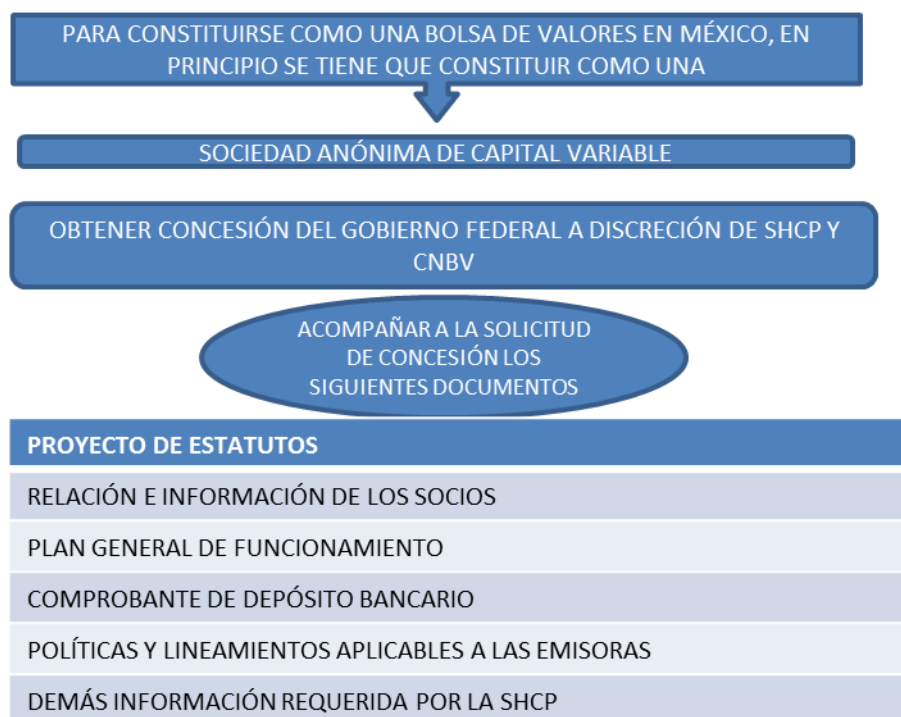 PARA CONSTITUIRSE COMO UNA BOLSA DE VALORES EN MÉXICO, EN
PRINCIPIO SE TIENE QUE CONSTITUIR COMO UNA
SOCIEDAD ANÓNIMA DE CAPITAL VARIABLE
OBTENER CONCESIÓN DEL GOBIERNO FEDERAL A DISCRECIÓN DE SHCP Y
CNBV
ACOMPAÑAR A LA SOLICITUD
DE CONCESIÓN LOS
SIGUIENTES DOCUMENTOS
PROYECTO DE ESTATUTOS
RELACIÓN E INFORMACIÓN DE LOS SOCIOS
PLAN GENERAL DE FUNCIONAMIENTO
COMPROBANTE DE DEPÓSITO BANCARIO
POLÍTICAS Y LINEAMIENTOS APLICABLES A LAS EMISORAS
DEMÁS INFORMACIÓN REQUERIDA POR LA SHCP